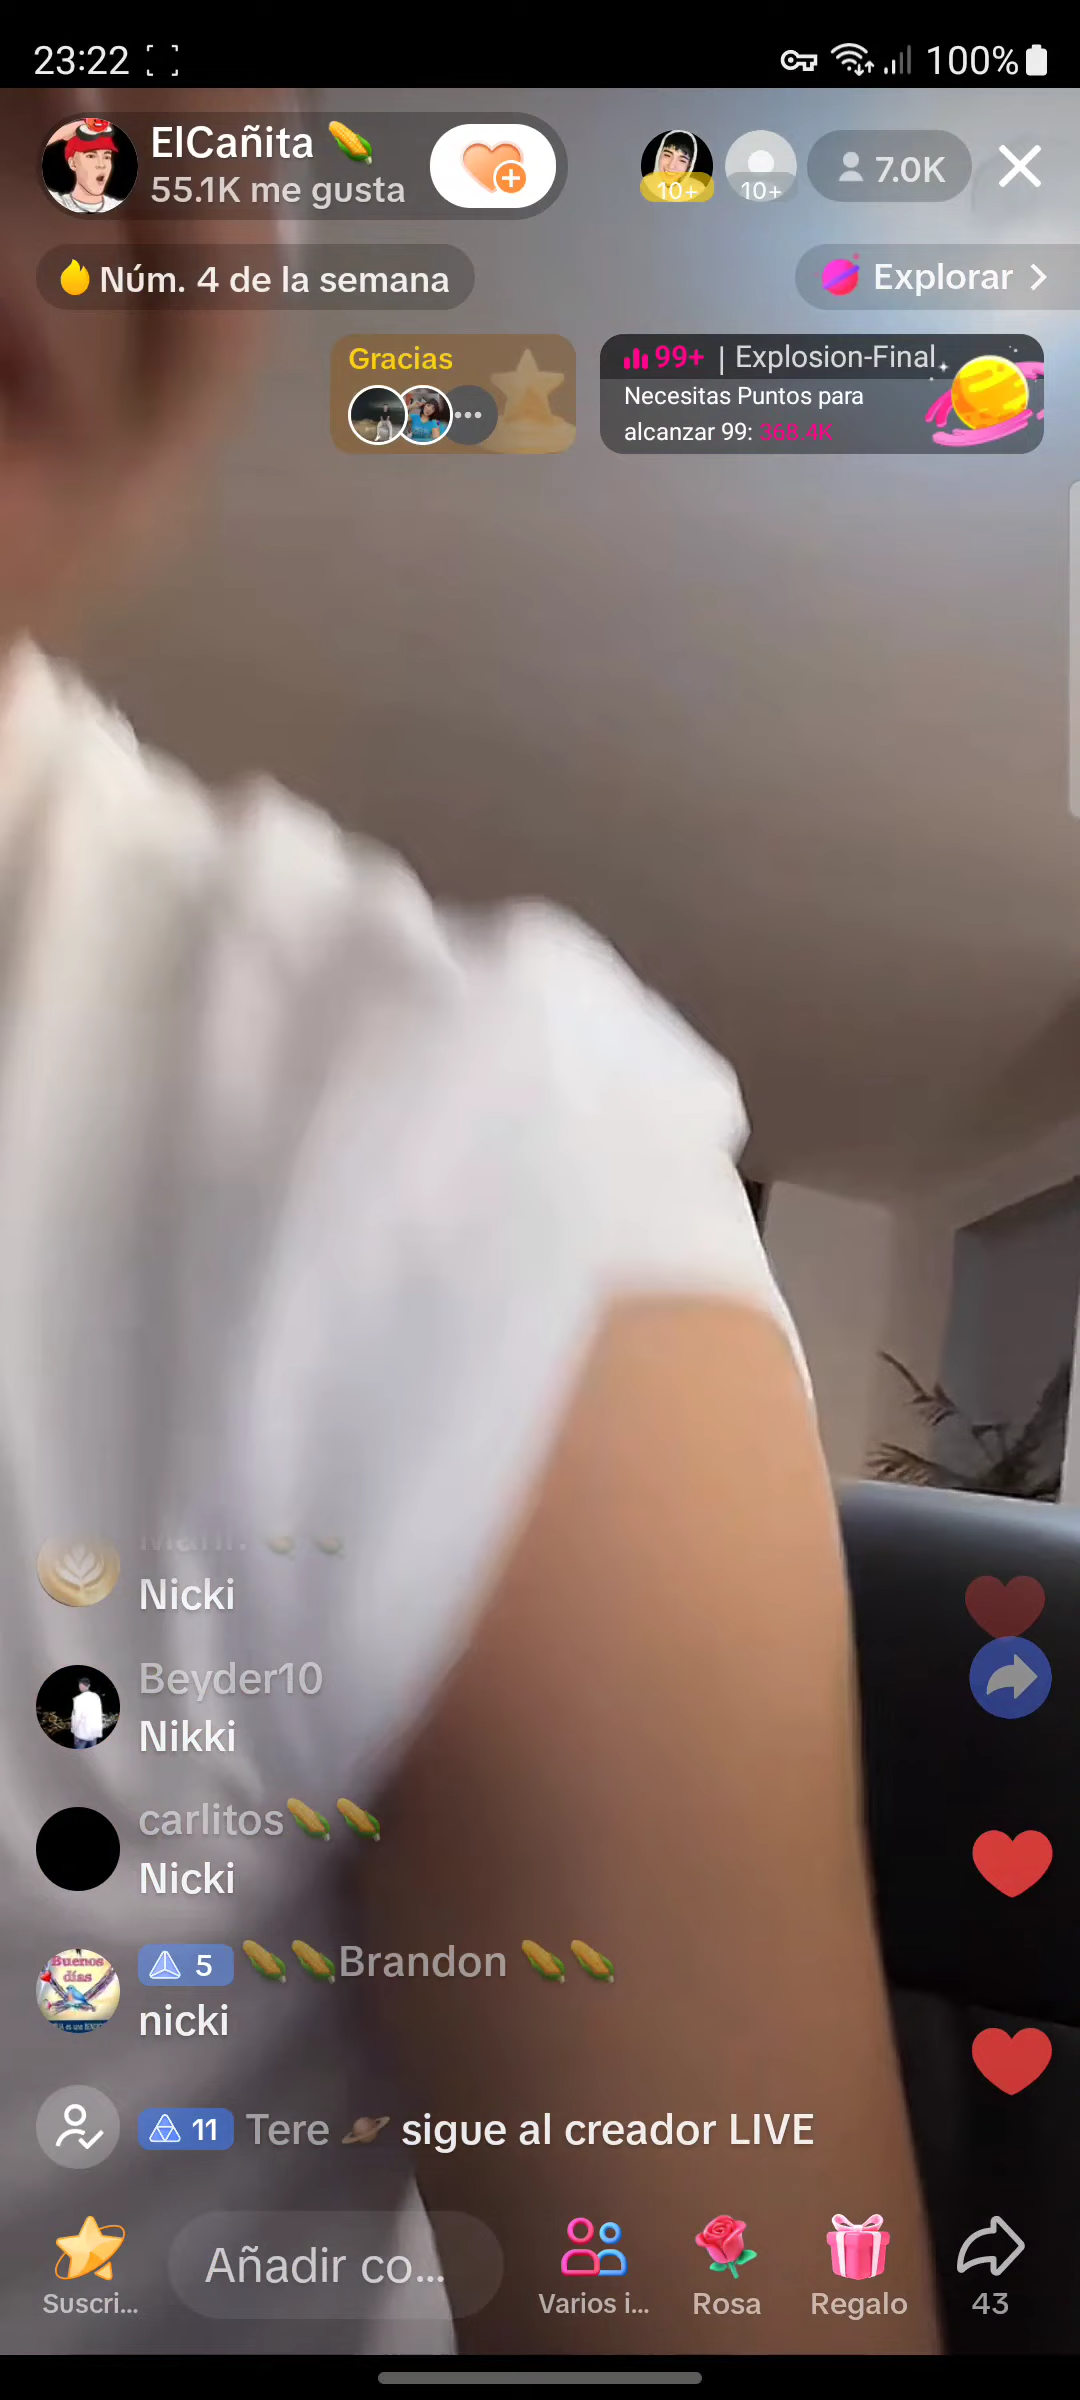 23:22
100%
ElCañita 🌽
55.1K me gusta
10+
10+
7.0K
Núm. 4 de la semana
Explorar
Gracias
99+ | Explosion-Final
Necesitas Puntos para
alcanzar 99: 368.4K
Nicki
Beyder10
Nikki
carlitos🌽🌽
Nicki
5 🌽🌽Brandon 🌽🌽
nicki
11 Tere 🪐 sigue al creador LIVE
Suscri...
Añadir co...
Varios i...
Rosa
Regalo
43